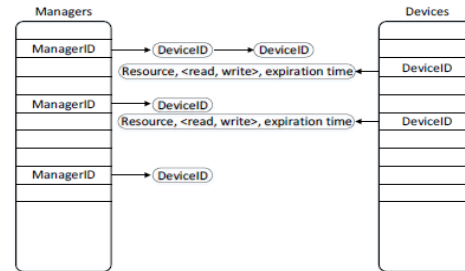 Managers Devices
ManagerID DeviceID DeviceID
Resource, <read, write>, expiration time DeviceID
ManagerID DeviceID
Resource, <read, write>, expiration time DeviceID
ManagerID DeviceID